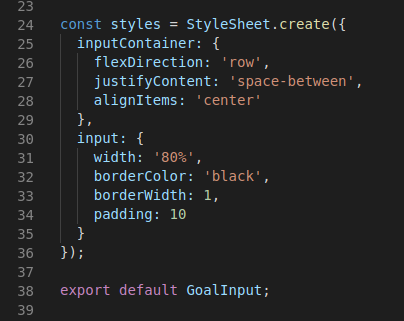 23
24 const styles = StyleSheet.create({
25   inputContainer: {
26     flexDirection: 'row',
27     justifyContent: 'space-between',
28     alignItems: 'center'
29   },
30   input: {
31     width: '80%',
32     borderColor: 'black',
33     borderWidth: 1,
34     padding: 10
35   }
36 });
37
38 export default GoalInput;
39